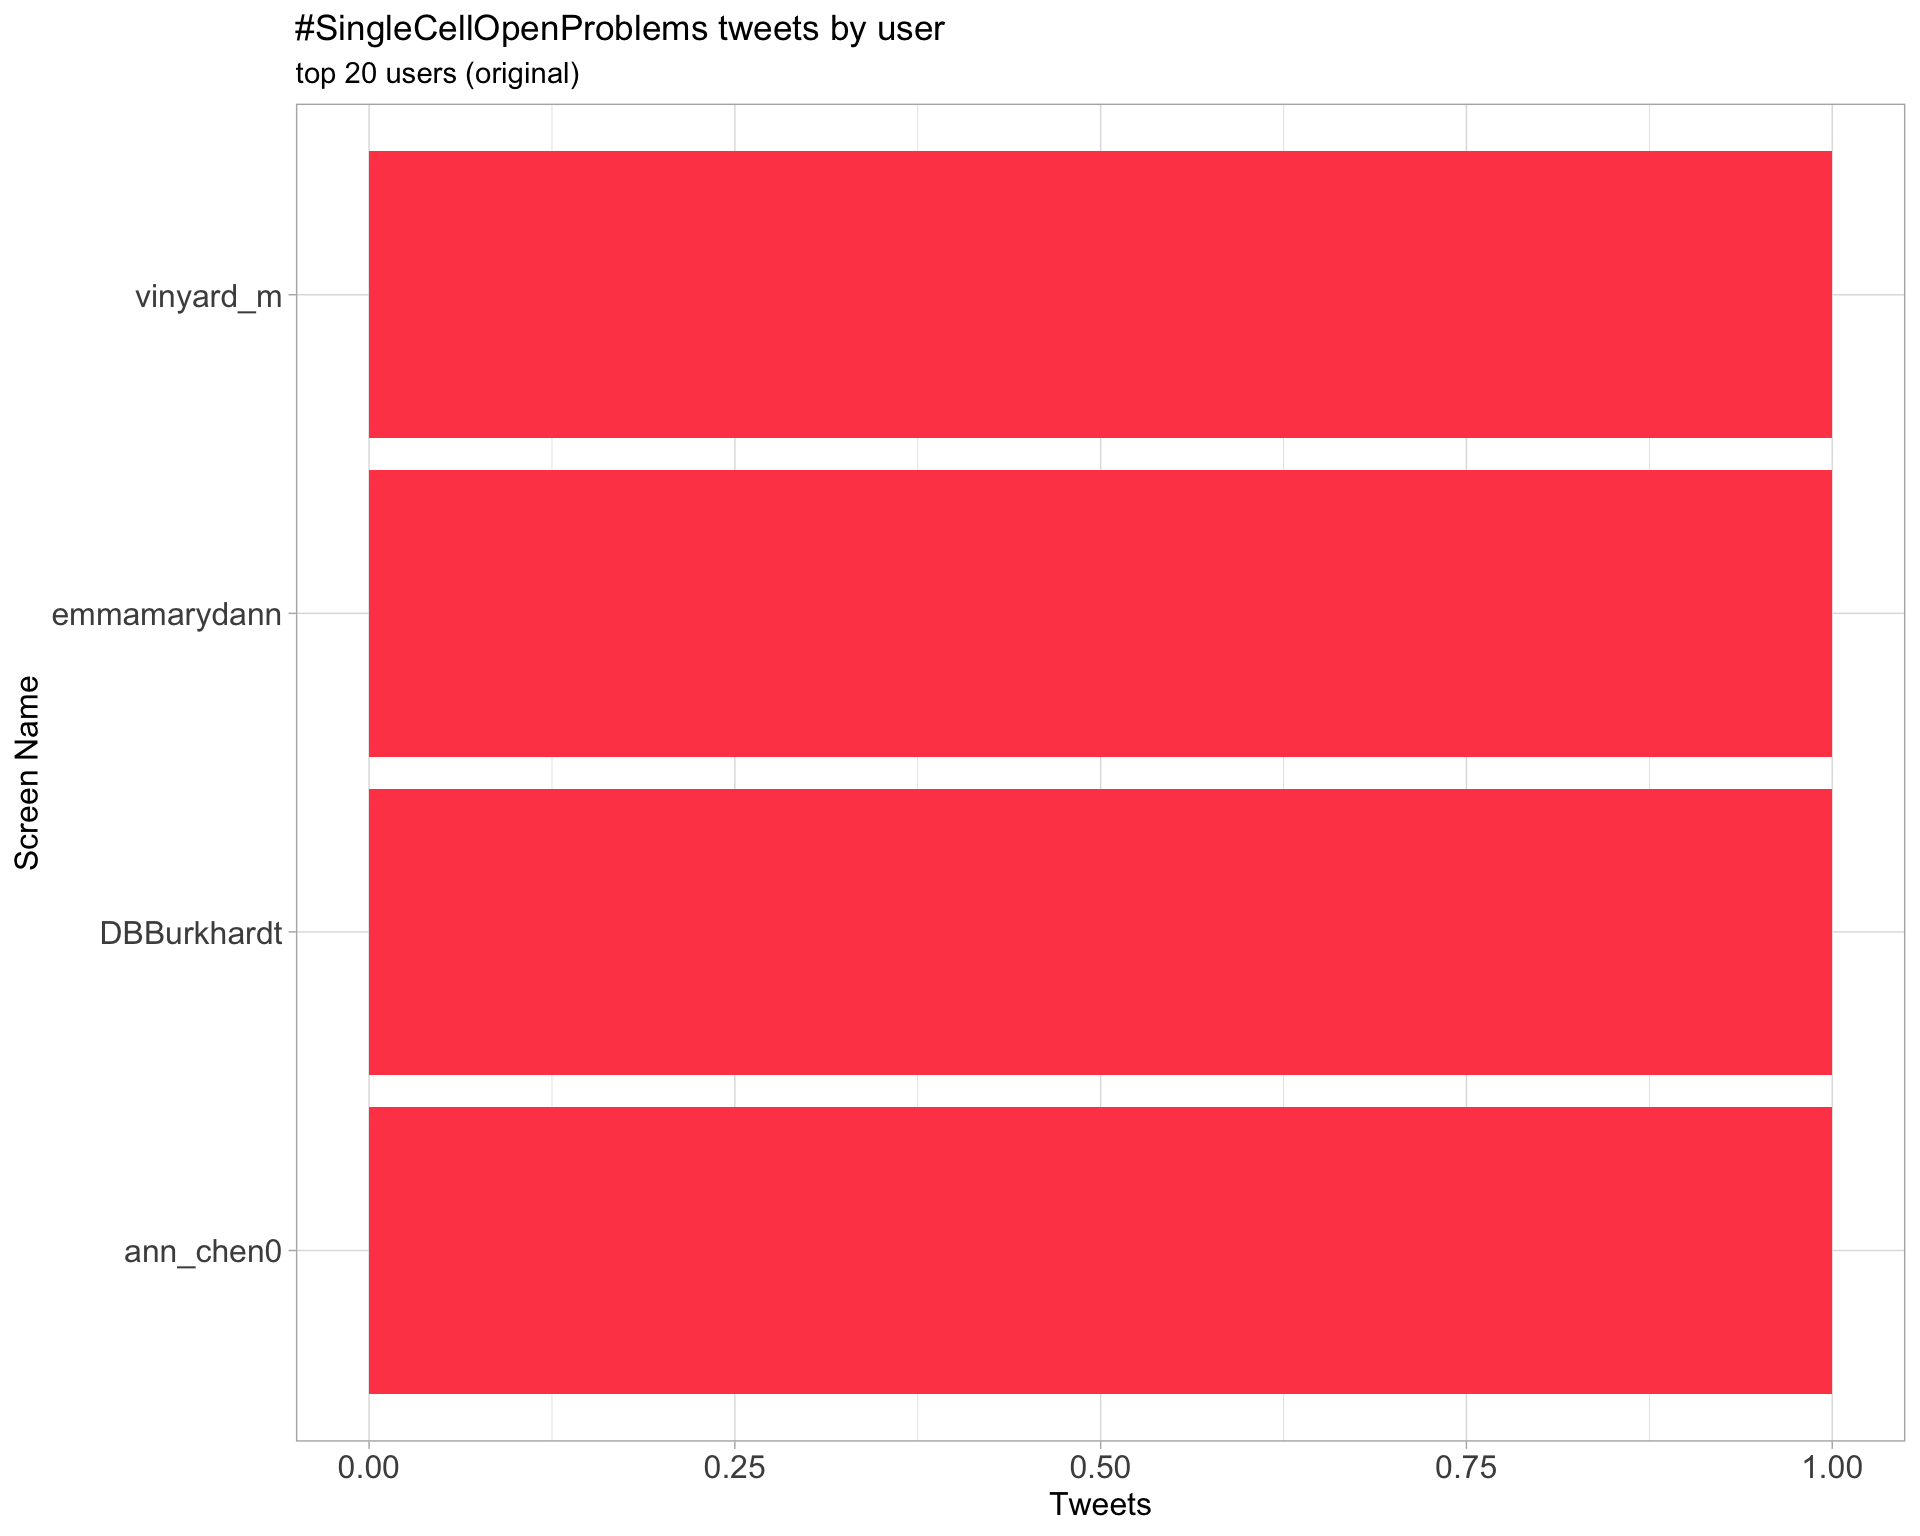 #SingleCellOpenProblems tweets by user
top 20 users (original)
vinyard_m
emmamarydann
DBBurkhardt
ann_chen0
Screen Name
0.00 0.25 0.50 0.75 1.00
Tweets